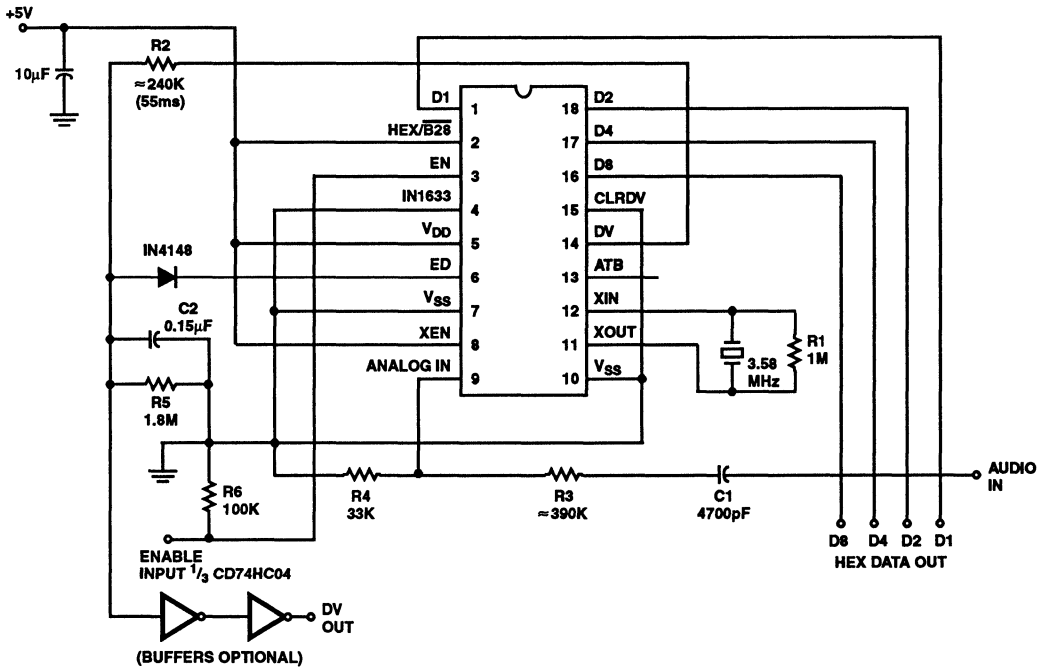 +5V
10µF
R2
≈240K
(55ms)
D1
HEX/B28
EN
IN1633
VDD
ED
VSS
XEN
ANALOG IN
1
2
3
4
5
6
7
8
9
18
17
16
15
14
13
12
11
10
D2
D4
D8
CLRDV
DV
ATB
XIN
XOUT
VSS
IN4148
C2
0.15µF
R5
1.8M
R6
100K
3.58
MHz
R1
1M
R4
33K
R3
≈390K
C1
4700pF
AUDIO
IN
D8 D4 D2 D1
HEX DATA OUT
ENABLE
INPUT 1/3 CD74HC04
DV
OUT
(BUFFERS OPTIONAL)